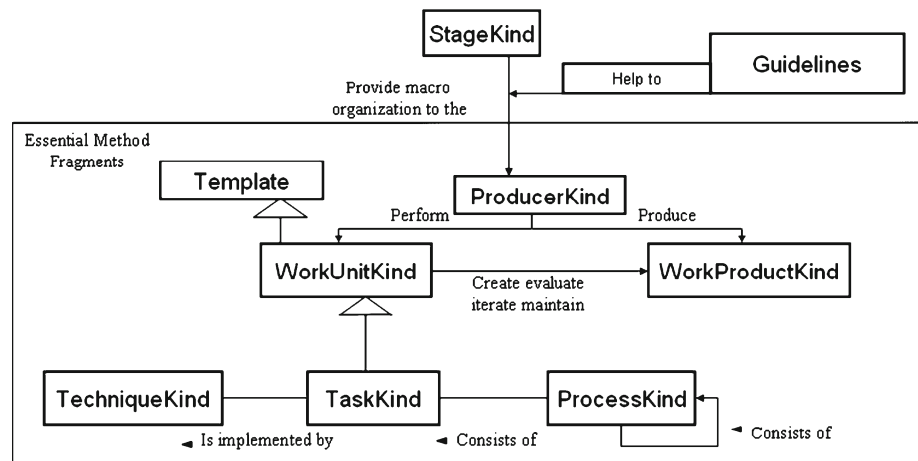 StageKind
Guidelines
Help to
Provide macro
organization to the
Essential Method
Fragments
Template
ProducerKind
Perform
Produce
WorkUnitKind
WorkProductKind
Create evaluate
iterate maintain
TechniqueKind
TaskKind
ProcessKind
◄ Is implemented by
◄ Consists of
◄ Consists of